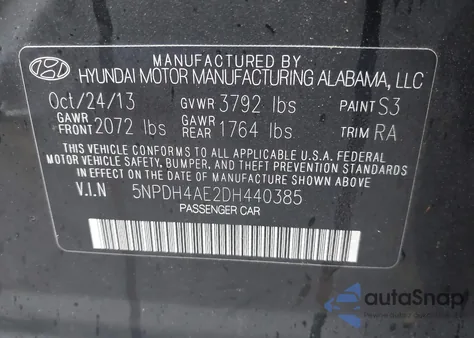 MANUFACTURED BY
HYUNDAI MOTOR MANUFACTURING ALABAMA, LLC
Oct/24/13 GVWR 3792 lbs PAINT S3
GAWR FRONT 2072 lbs GAWR REAR 1764 lbs TRIM RA
THIS VEHICLE CONFORMS TO ALL APPLICABLE U.S.A. FEDERAL
MOTOR VEHICLE SAFETY, BUMPER, AND THEFT PREVENTION STANDARDS
IN EFFECT ON THE DATE OF MANUFACTURE SHOWN ABOVE.
V.I.N 5NPDH4AE2DH440385
PASSENGER CAR
autoSnap